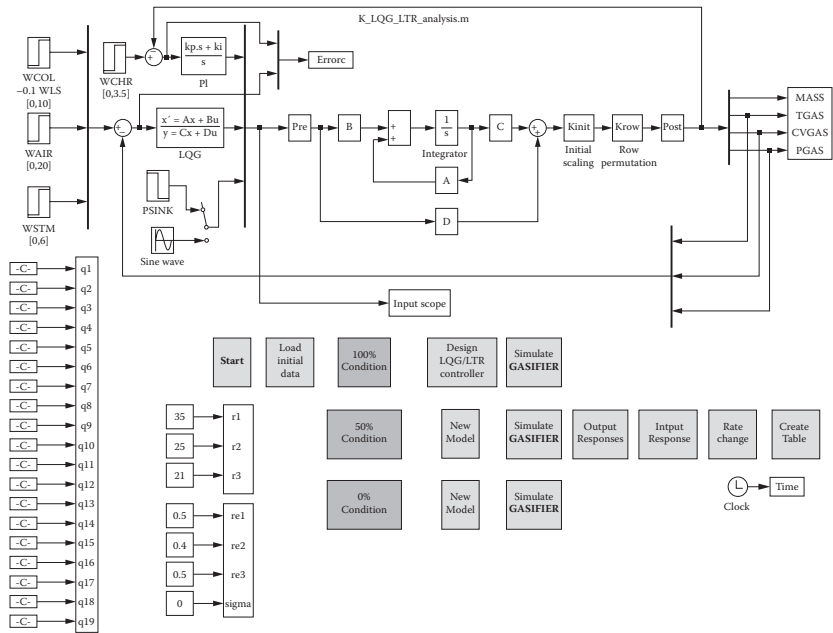 K_LQG_LTR_analysis.m
WCOL
−0.1 WLS
[0,10]
WCHR
[0,3.5]
− +
kp.s + ki
s
PI
Errorc
WAIR
[0,20]
− +
x´ = Ax + Bu
y = Cx + Du
LQG
Pre
B
+
+
1
s
Integrator
C
+
+
Kinit
Initial
scaling
Krow
Row
permutation
Post
MASS
TGAS
CVGAS
PGAS
A
D
WSTM
[0,6]
PSINK
Sine wave
Input scope
-C- q1
-C- q2
-C- q3
-C- q4
-C- q5
-C- q6
-C- q7
-C- q8
-C- q9
-C- q10
-C- q11
-C- q12
-C- q13
-C- q14
-C- q15
-C- q16
-C- q17
-C- q18
-C- q19
Start
Load
initial
data
100%
Condition
Design
LQG/LTR
controller
Simulate
GASIFIER
35 r1
25 r2
21 r3
50%
Condition
New
Model
Simulate
GASIFIER
Output
Responses
Intput
Response
Rate
change
Create
Table
0.5 re1
0.4 re2
0.5 re3
0 sigma
0%
Condition
New
Model
Simulate
GASIFIER
Clock
Time